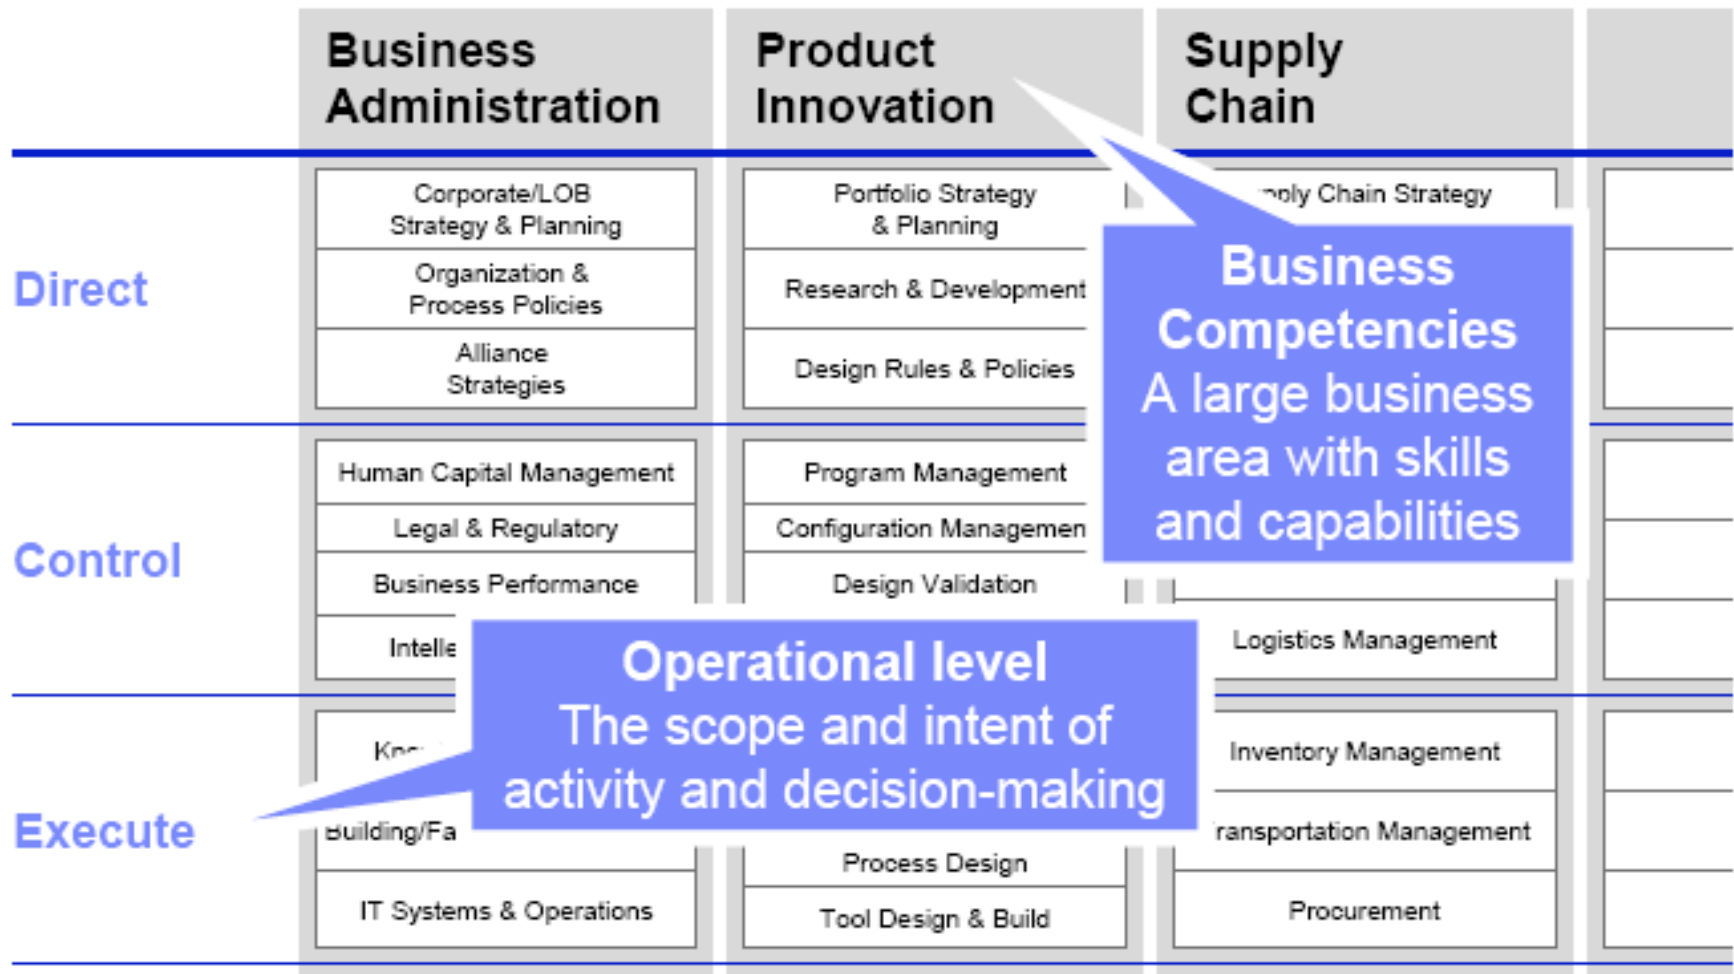 Business
Administration
Product
Innovation
Supply
Chain
Direct
Corporate/LOB
Strategy & Planning
Organization &
Process Policies
Alliance
Strategies
Portfolio Strategy
& Planning
Research & Development
Design Rules & Policies
Chain Strategy
Business
Competencies
A large business
area with skills
and capabilities
Control
Human Capital Management
Legal & Regulatory
Business Performance
Program Management
Configuration
Design Validation
Logistics Management
Operational level
The scope and intent of
activity and decision-making
Execute
IT Systems & Operations
Process Design
Tool Design & Build
Inventory Management
Management
Procurement